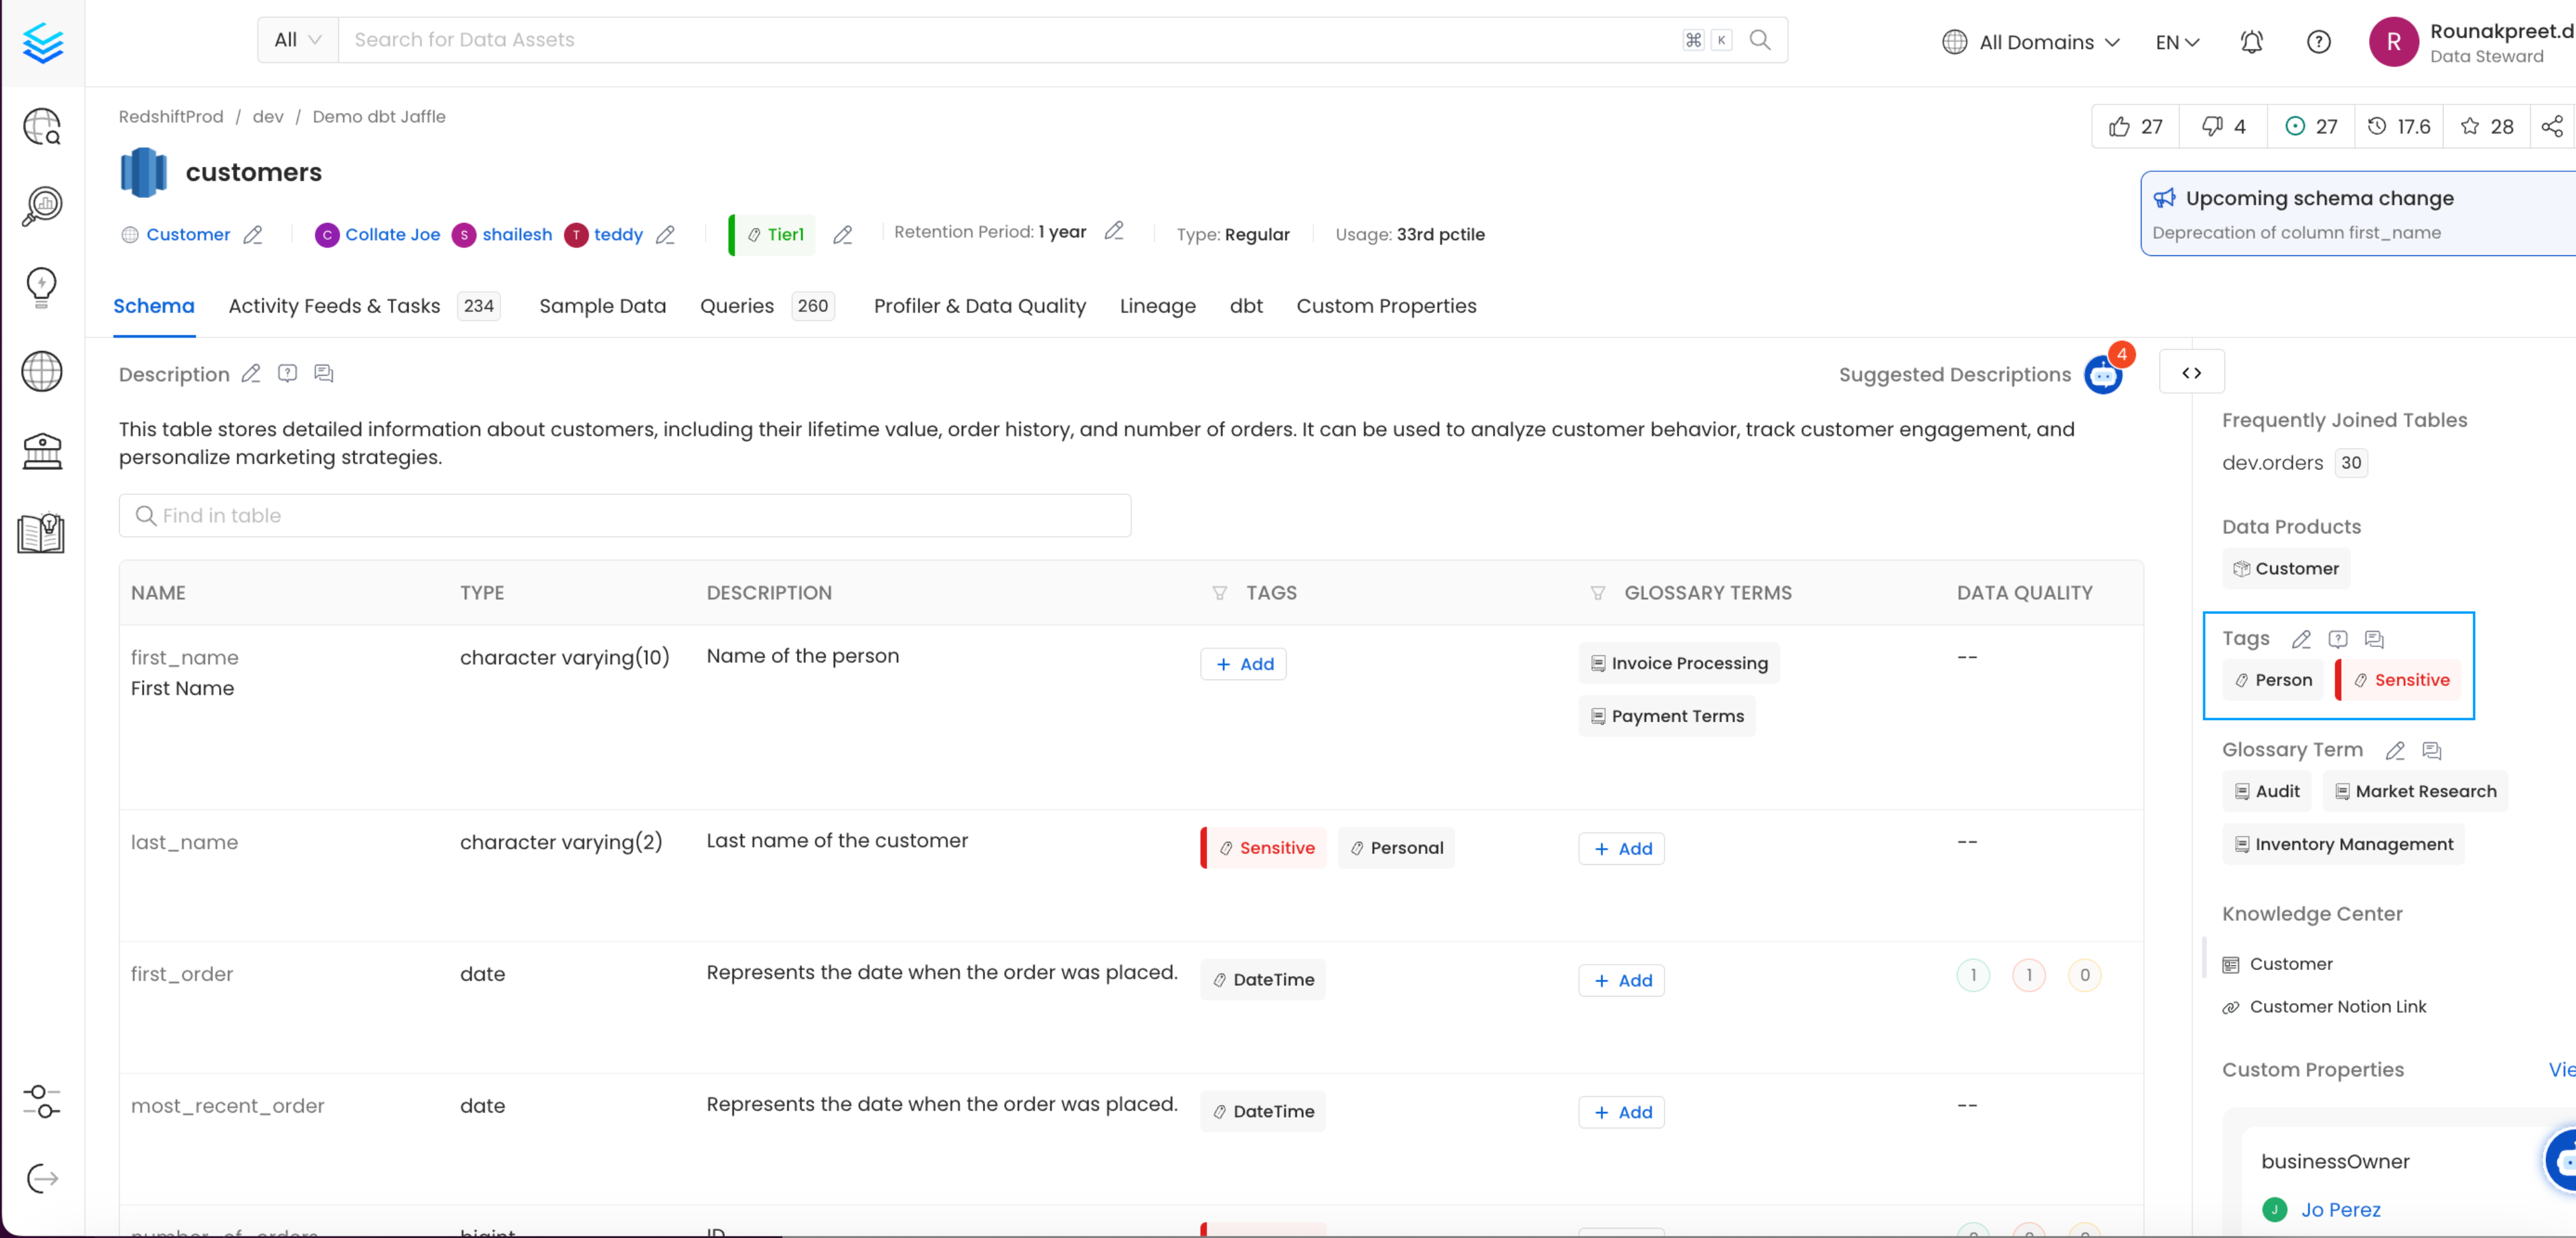 All
Search for Data Assets
⌘ K
All Domains
EN
R
Rounakpreet.d
Data Steward
RedshiftProd / dev / Demo dbt Jaffle
27
4
27
17.6
28
customers
Upcoming schema change
Deprecation of column first_name
Customer
C Collate Joe S shailesh T teddy
Tier1
Retention Period: 1 year
Type: Regular
Usage: 33rd pctile
Schema
Activity Feeds & Tasks 234
Sample Data
Queries 260
Profiler & Data Quality
Lineage
dbt
Custom Properties
Description
Suggested Descriptions
4
This table stores detailed information about customers, including their lifetime value, order history, and number of orders. It can be used to analyze customer behavior, track customer engagement, and
personalize marketing strategies.
Find in table
NAME TYPE DESCRIPTION TAGS GLOSSARY TERMS DATA QUALITY
first_name character varying(10) Name of the person + Add Invoice Processing --
First Name
Payment Terms
last_name character varying(2) Last name of the customer Sensitive Personal + Add --
first_order date Represents the date when the order was placed. DateTime + Add 1 1 0
most_recent_order date Represents the date when the order was placed. DateTime + Add --
number_of_orders bigint ID
Frequently Joined Tables
dev.orders 30
Data Products
Customer
Tags
Person Sensitive
Glossary Term
Audit Market Research
Inventory Management
Knowledge Center
Customer
Customer Notion Link
Custom Properties
Vie
businessOwner
J Jo Perez